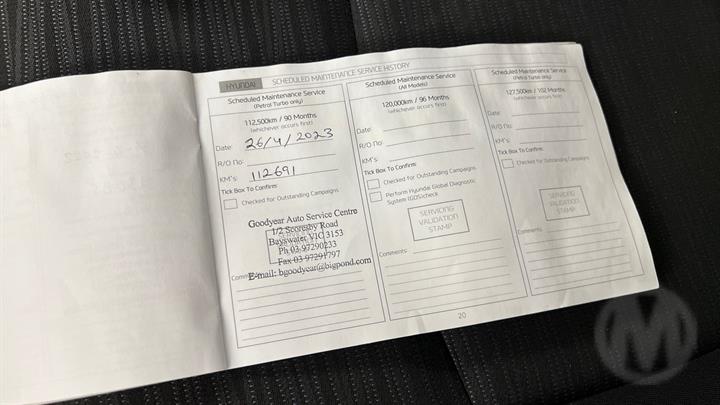 HYUNDAI SCHEDULED MAINTENANCE SERVICE HISTORY
Scheduled Maintenance Service
(Petrol Turbo only)
112,500km / 90 Months
(whichever occurs first)
Date: 26/4/2023
R/O No:
KM's: 112691
Tick Box To Confirm:
Checked for Outstanding Campaigns
Goodyear Auto Service Centre
1/2 Scoresby Road
Bayswater VIC 3153
Ph 03 97290233
Fax 03 97291797
E-mail: bgoodyear@bigpond.com
Scheduled Maintenance Service
(All Models)
120,000km / 96 Months
(whichever occurs first)
Date:
R/O No:
KM's:
Tick Box To Confirm:
Checked for Outstanding Campaigns
Perform Hyundai Global Diagnostic
System (GDS)check
SERVICING
VALIDATION
STAMP
Comments:
Scheduled Maintenance Service
(Petrol Turbo only)
127,500km / 102 Months
(whichever occurs first)
Date:
R/O No:
KM's:
Tick Box To Confirm:
Checked for Outstanding Campaigns
SERVICING
VALIDATION
STAMP
Comments:
20
M